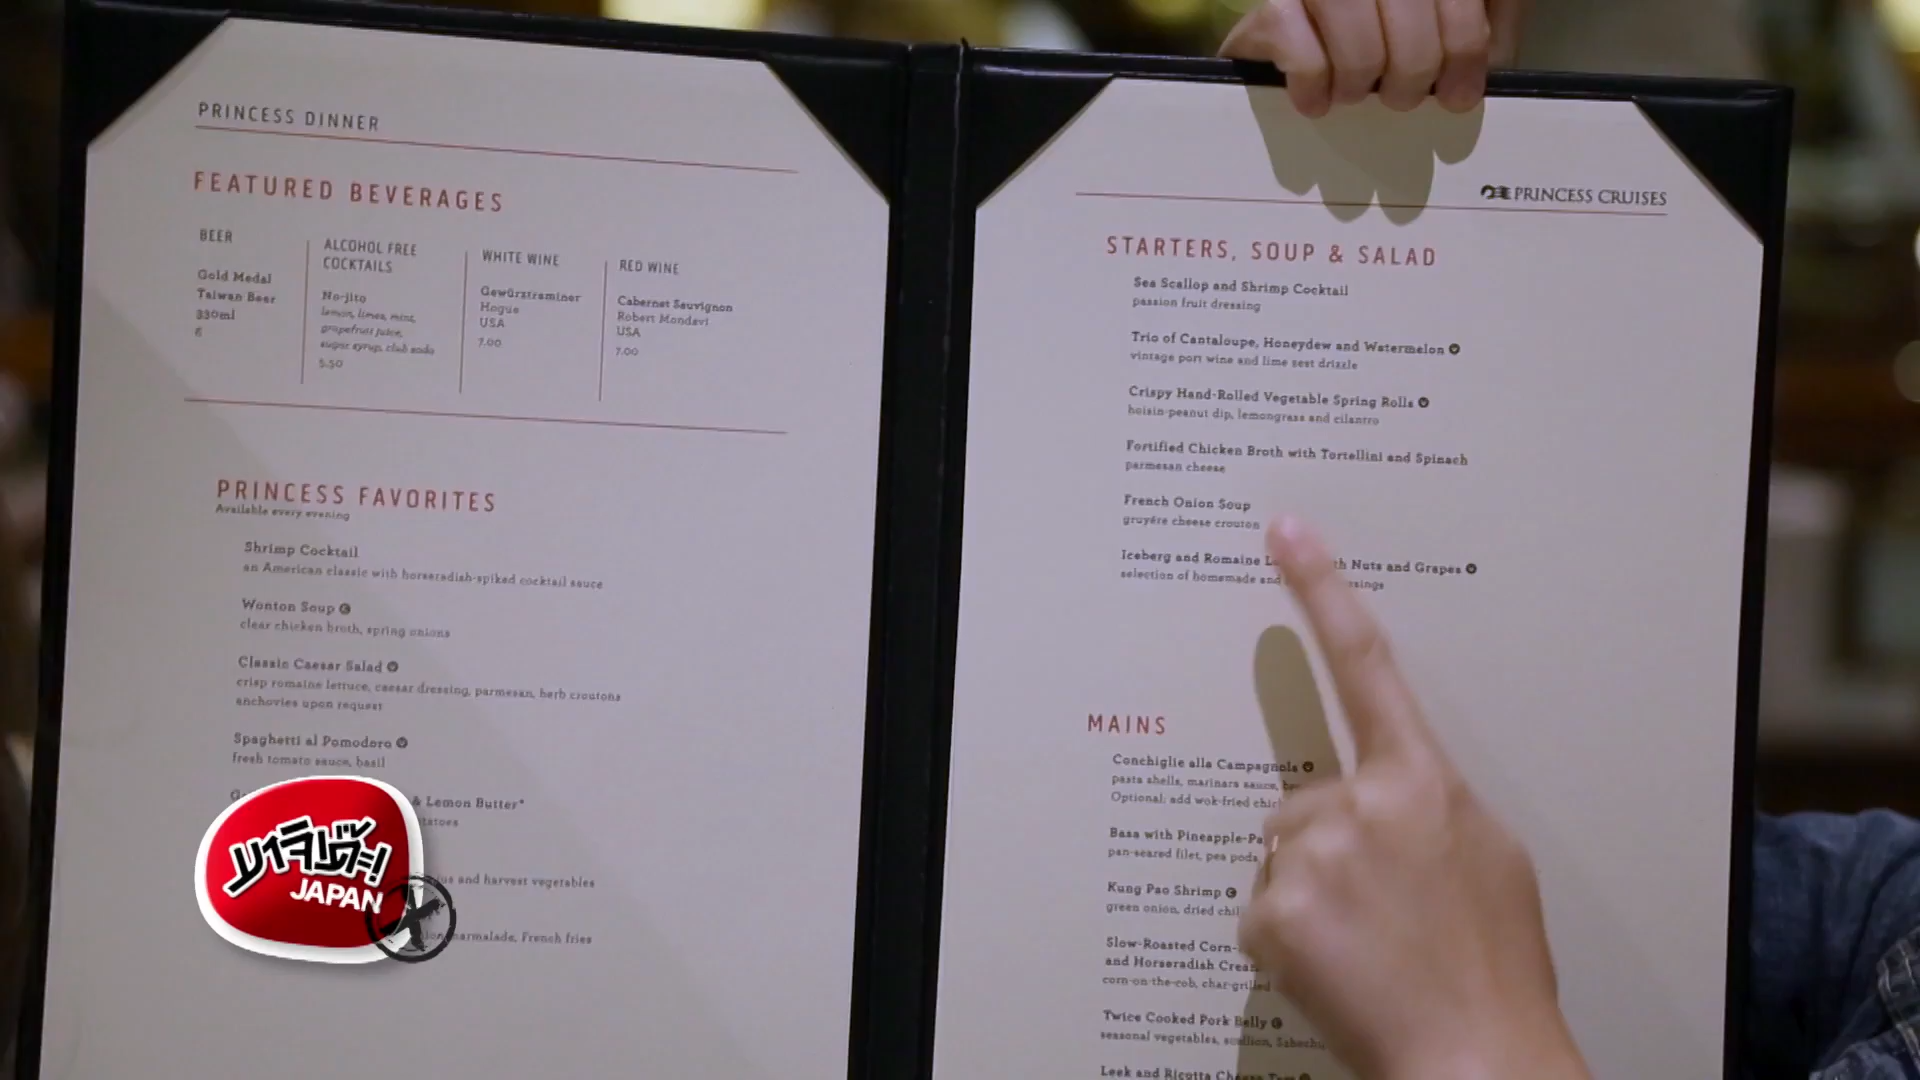 PRINCESS DINNER
FEATURED BEVERAGES
BEER
Gold Medal
Taiwan Beer
330ml
6
ALCOHOL FREE
COCKTAILS
No-jito
lemon, limes, mint,
grapefruit juice,
sugar syrup, club soda
5.50
WHITE WINE
Gewürztraminer
Hogue
USA
7.00
RED WINE
Cabernet Sauvignon
Robert Mondavi
USA
7.00
PRINCESS FAVORITES
Available every evening
Shrimp Cocktail
an American classic with horseradish-spiked cocktail sauce
Wonton Soup
clear chicken broth, spring onions
Classic Caesar Salad
crisp romaine lettuce, caesar dressing, parmesan, herb croutons
anchovies upon request
Spaghetti al Pomodoro
fresh tomato sauce, basil
& Lemon Butter*
and harvest vegetables
marmalade, French fries
JAPAN
PRINCESS CRUISES
STARTERS, SOUP & SALAD
Sea Scallop and Shrimp Cocktail
passion fruit dressing
Trio of Cantaloupe, Honeydew and Watermelon
vintage port wine and lime zest drizzle
Crispy Hand-Rolled Vegetable Spring Rolls
hoisin-peanut dip, lemongrass and cilantro
Fortified Chicken Broth with Tortellini and Spinach
parmesan cheese
French Onion Soup
gruyére cheese crouton
Iceberg and Romaine Nuts and Grapes
selection of homemade and
MAINS
Conchiglie alla Campagnola
pasta shells, marinara sauce,
Optional: add wok-fried
Basa with
pan-seared filet, pea pods
Kung Pao Shrimp
green onion, dried
Slow-Roasted Corn-
and Horseradish
corn-on-the-cob, char-grilled
Twice Cooked Pork Belly
seasonal vegetables, scallion,
Leek and Ricotta